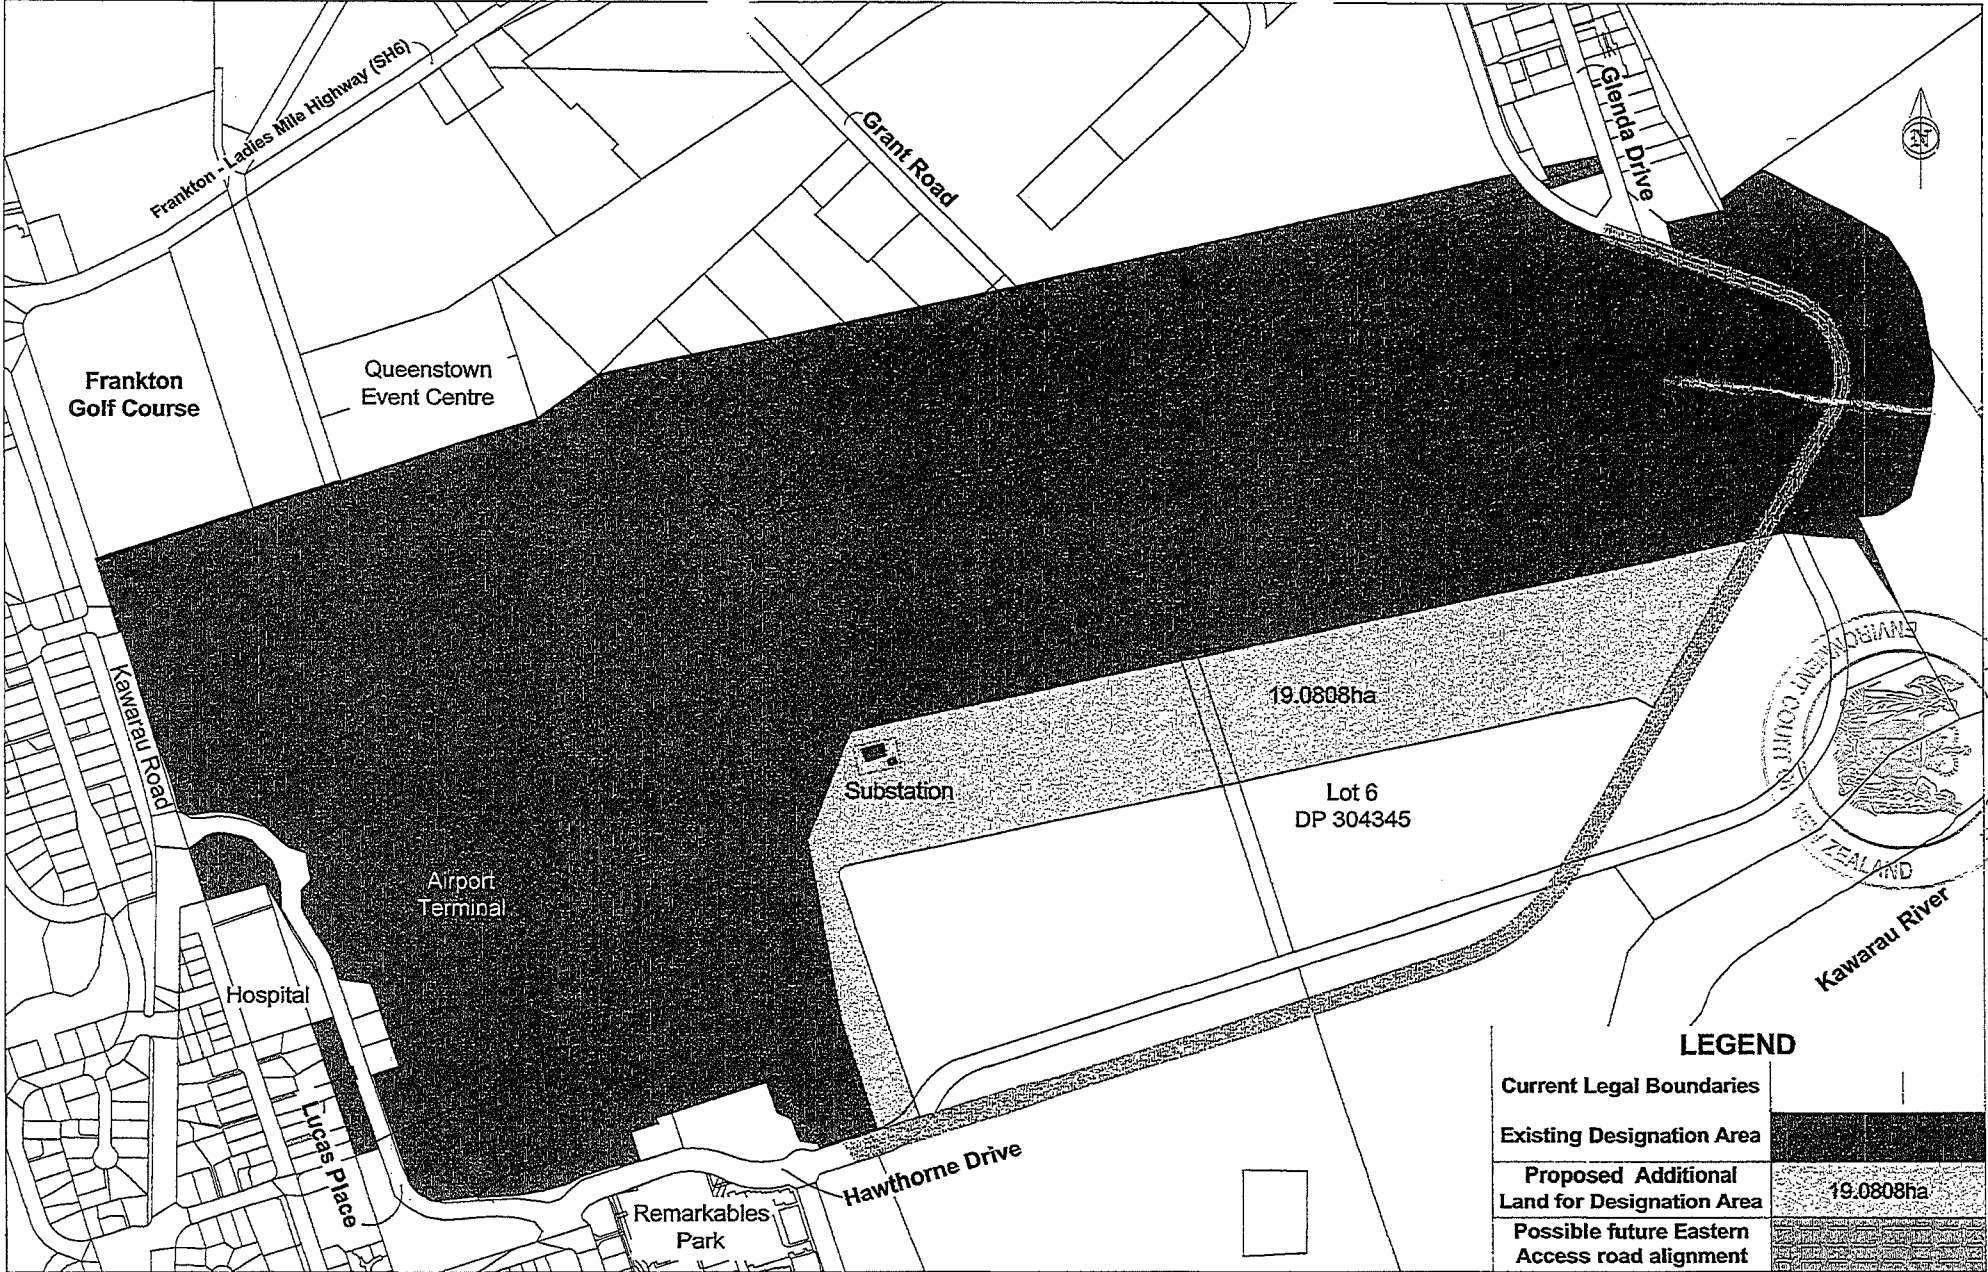 Frankton - Ladies Mile Highway (SH6)
Grant Road
Glenda Drive
N
Frankton
Golf Course
Queenstown
Event Centre
Kawarau Road
19.0808ha
Substation
Lot 6
DP 304345
Airport
Terminal
Hospital
Lucas Place
Hawthorne Drive
Remarkables
Park
Kawarau River
ZEALAND
LEGEND
Current Legal Boundaries
Existing Designation Area
Proposed Additional
Land for Designation Area
19.0808ha
Possible future Eastern
Access road alignment